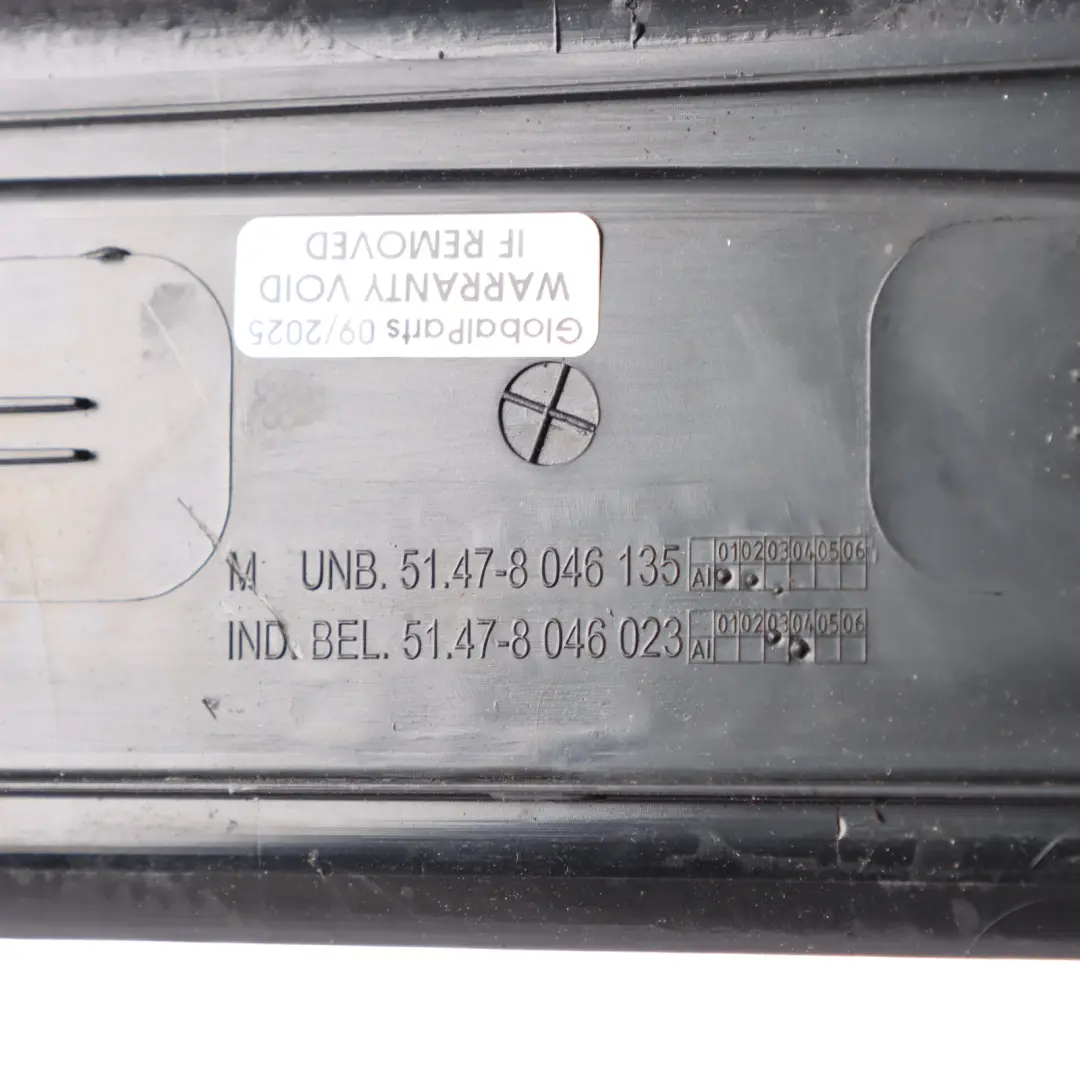 GlobalParts 09/2025
WARRANTY VOID
IF REMOVED
M UNB. 51.47-8 046 135 AI 01 02 03 04 05 06
IND. BEL. 51.47-8 046 023 AI 01 02 03 04 05 06